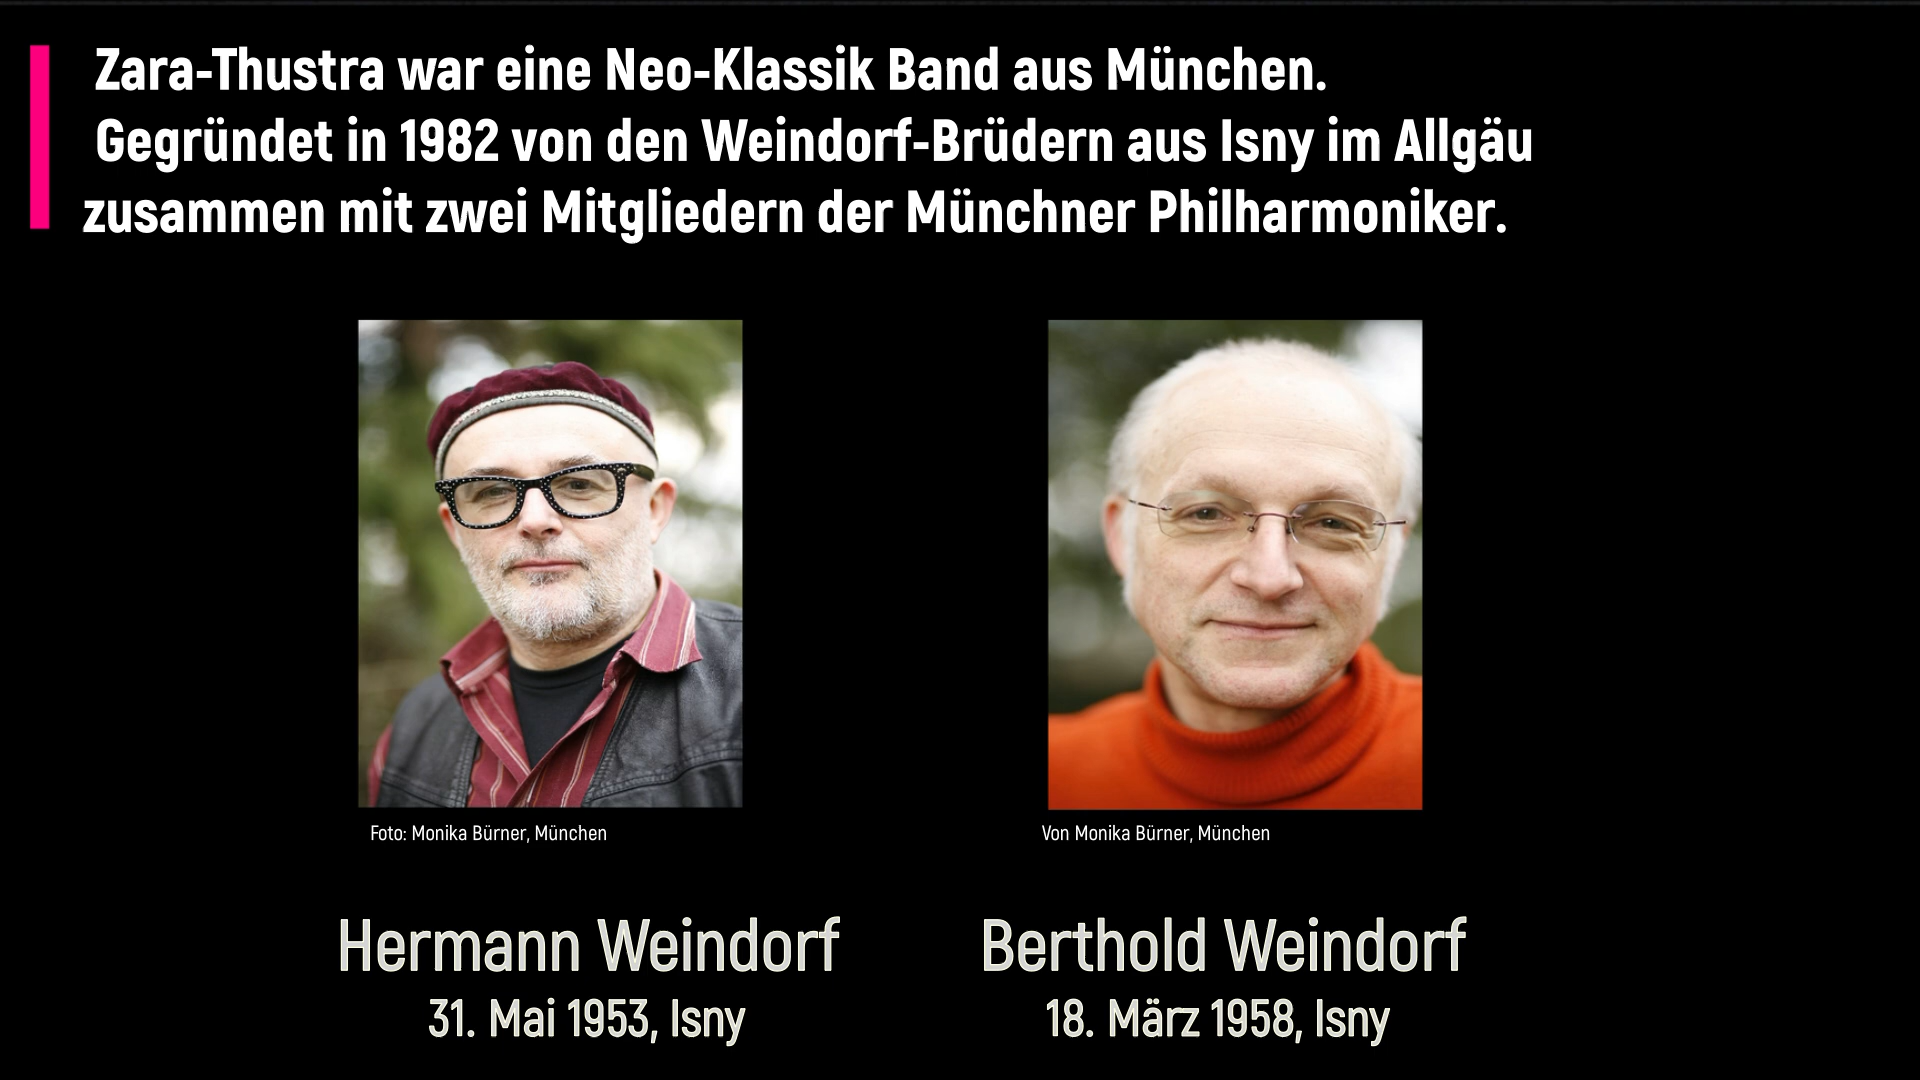 Zara-Thustra war eine Neo-Klassik Band aus München.
Gegründet in 1982 von den Weindorf-Brüdern aus Isny im Allgäu
zusammen mit zwei Mitgliedern der Münchner Philharmoniker.
Foto: Monika Bürner, München
Von Monika Bürner, München
Hermann Weindorf
31. Mai 1953, Isny
Berthold Weindorf
18. März 1958, Isny